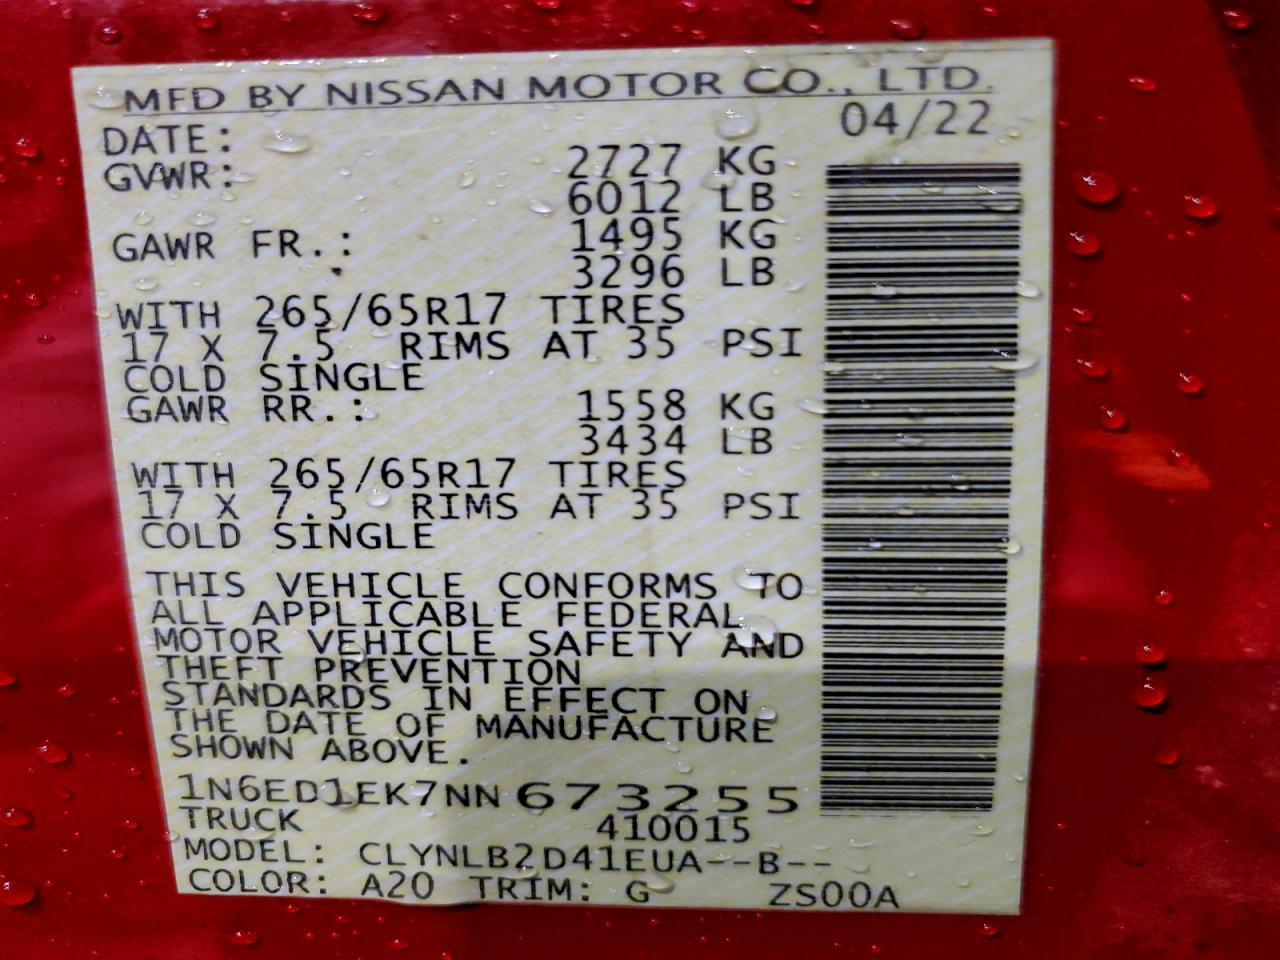 MFD BY NISSAN MOTOR CO., LTD.
DATE: 04/22
GVWR: 2727 KG
6012 LB
GAWR FR.: 1495 KG
3296 LB
WITH 265/65R17 TIRES
17 X 7.5 RIMS AT 35 PSI
COLD SINGLE
GAWR RR.: 1558 KG
3434 LB
WITH 265/65R17 TIRES
17 X 7.5 RIMS AT 35 PSI
COLD SINGLE
THIS VEHICLE CONFORMS TO
ALL APPLICABLE FEDERAL
MOTOR VEHICLE SAFETY AND
THEFT PREVENTION
STANDARDS IN EFFECT ON
THE DATE OF MANUFACTURE
SHOWN ABOVE.
1N6ED1EK7NN673255
TRUCK 410015
MODEL: CLYNLB2D41EUA--B--
COLOR: A20 TRIM: G ZS00A